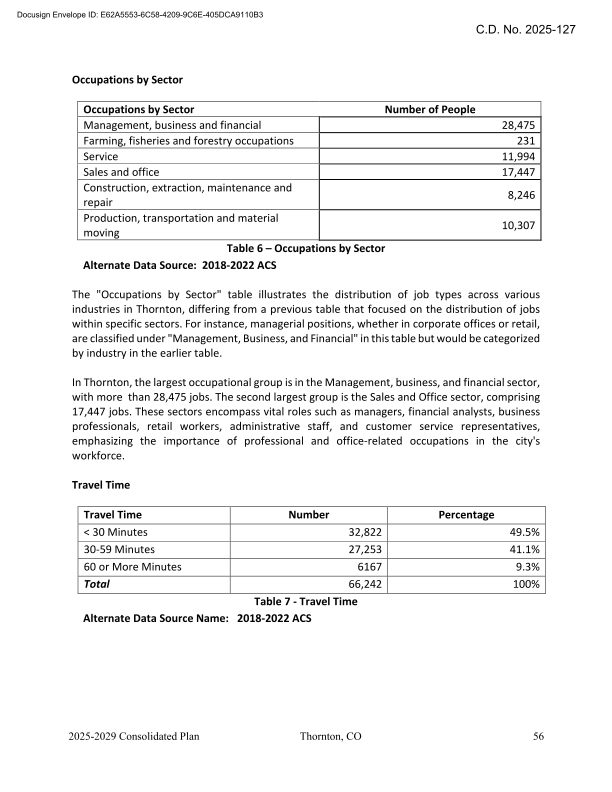 Docusign Envelope ID: E62A5553-6C58-4209-9C6E-405DCA9110B3
C.D. No. 2025-127
Occupations by Sector
Occupations by Sector Number of People
Management, business and financial 28,475
Farming, fisheries and forestry occupations 231
Service 11,994
Sales and office 17,447
Construction, extraction, maintenance and
repair 8,246
Production, transportation and material
moving 10,307
Table 6 – Occupations by Sector
Alternate Data Source: 2018-2022 ACS
The "Occupations by Sector" table illustrates the distribution of job types across various
industries in Thornton, differing from a previous table that focused on the distribution of jobs
within specific sectors. For instance, managerial positions, whether in corporate offices or retail,
are classified under "Management, Business, and Financial" in this table but would be categorized
by industry in the earlier table.
In Thornton, the largest occupational group is in the Management, business, and financial sector,
with more than 28,475 jobs. The second largest group is the Sales and Office sector, comprising
17,447 jobs. These sectors encompass vital roles such as managers, financial analysts, business
professionals, retail workers, administrative staff, and customer service representatives,
emphasizing the importance of professional and office-related occupations in the city's
workforce.
Travel Time
Travel Time Number Percentage
< 30 Minutes 32,822 49.5%
30-59 Minutes 27,253 41.1%
60 or More Minutes 6167 9.3%
Total 66,242 100%
Table 7 - Travel Time
Alternate Data Source Name: 2018-2022 ACS
2025-2029 Consolidated Plan Thornton, CO 56